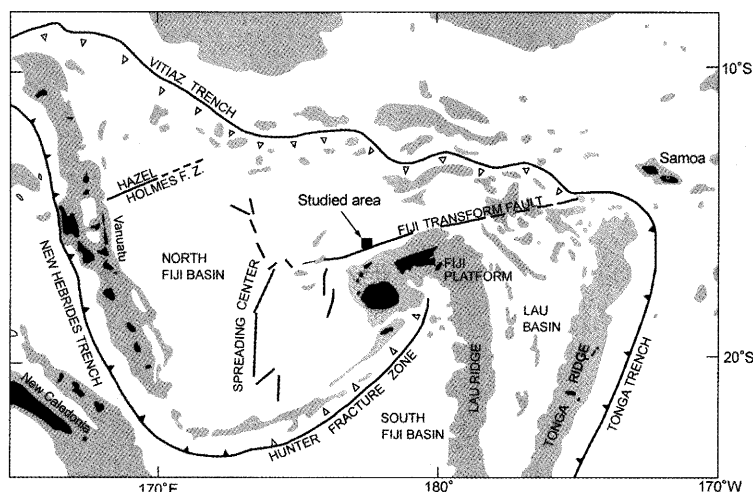 10°S
VITIAZ TRENCH
Samoa
HAZEL
HOLMES F. Z.
Studied area
FIJI TRANSFORM FAULT
Vanuatu
NORTH
FIJI BASIN
FIJI
PLATFORM
NEW HEBRIDES TRENCH
SPREADING CENTER
LAU
BASIN
20°S
New Caledonia
HUNTER FRACTURE ZONE
SOUTH
FIJI BASIN
LAU RIDGE
TONGA RIDGE
TONGA TRENCH
170°E
180°
170°W